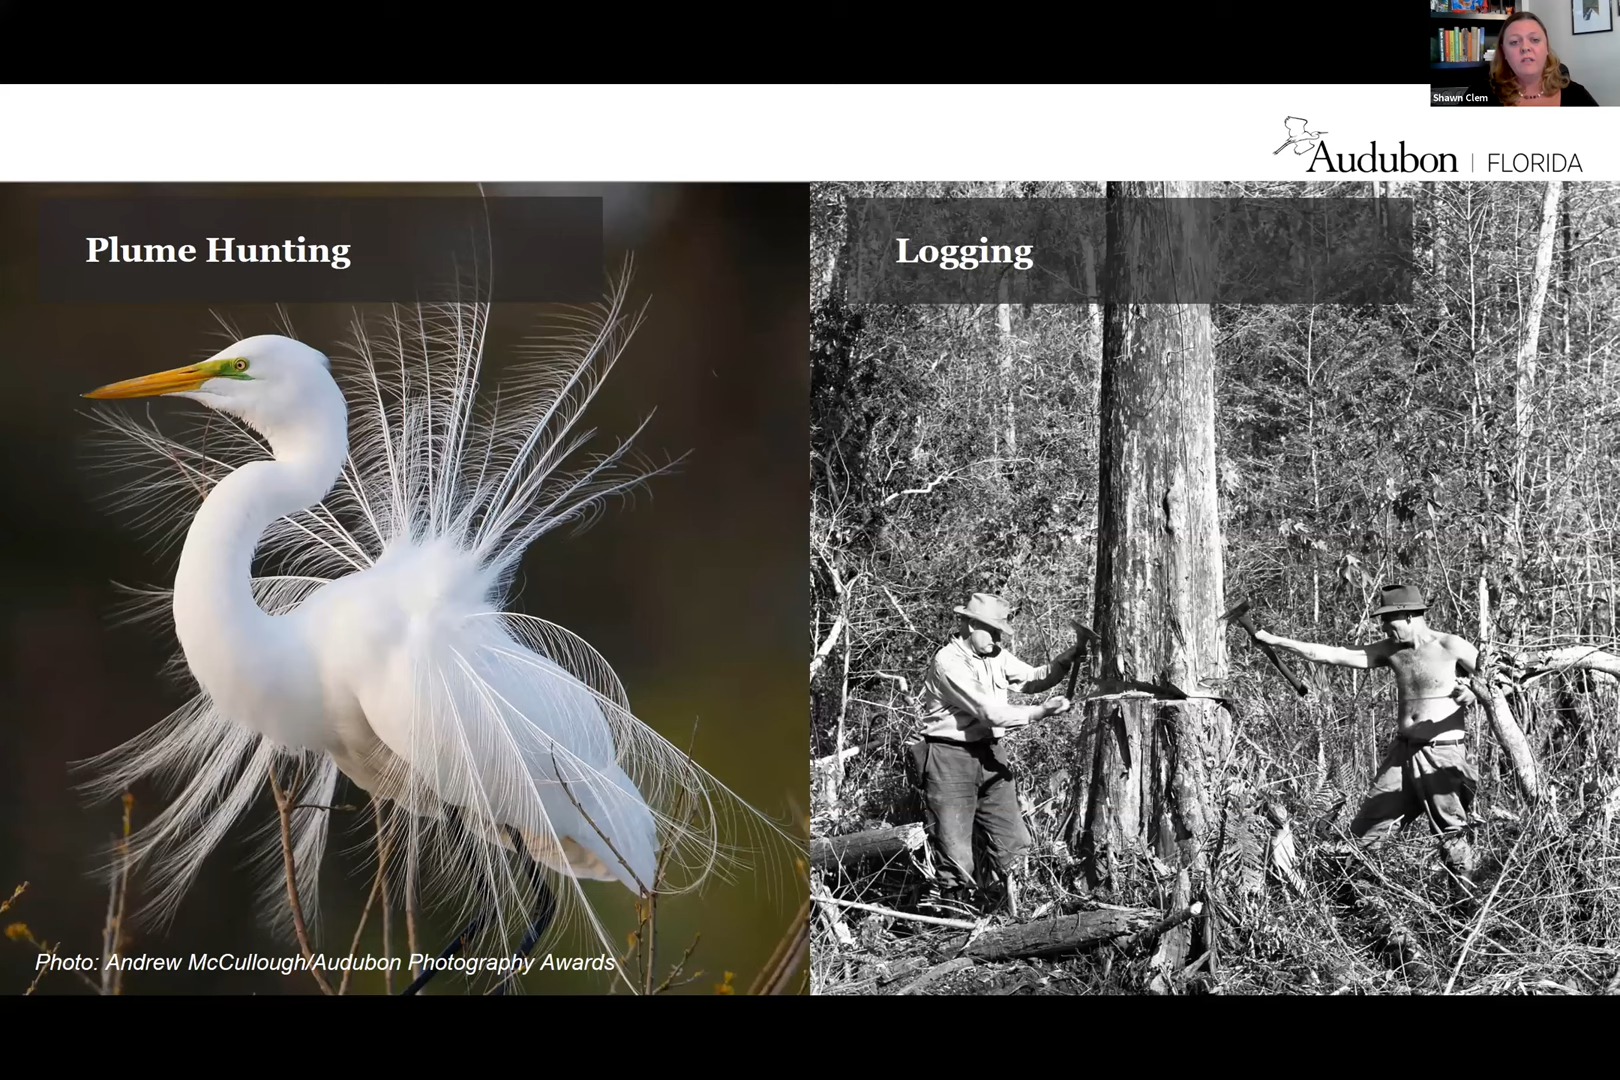 Shawn Clem
Audubon | FLORIDA
Plume Hunting
Logging
Photo: Andrew McCullough/Audubon Photography Awards